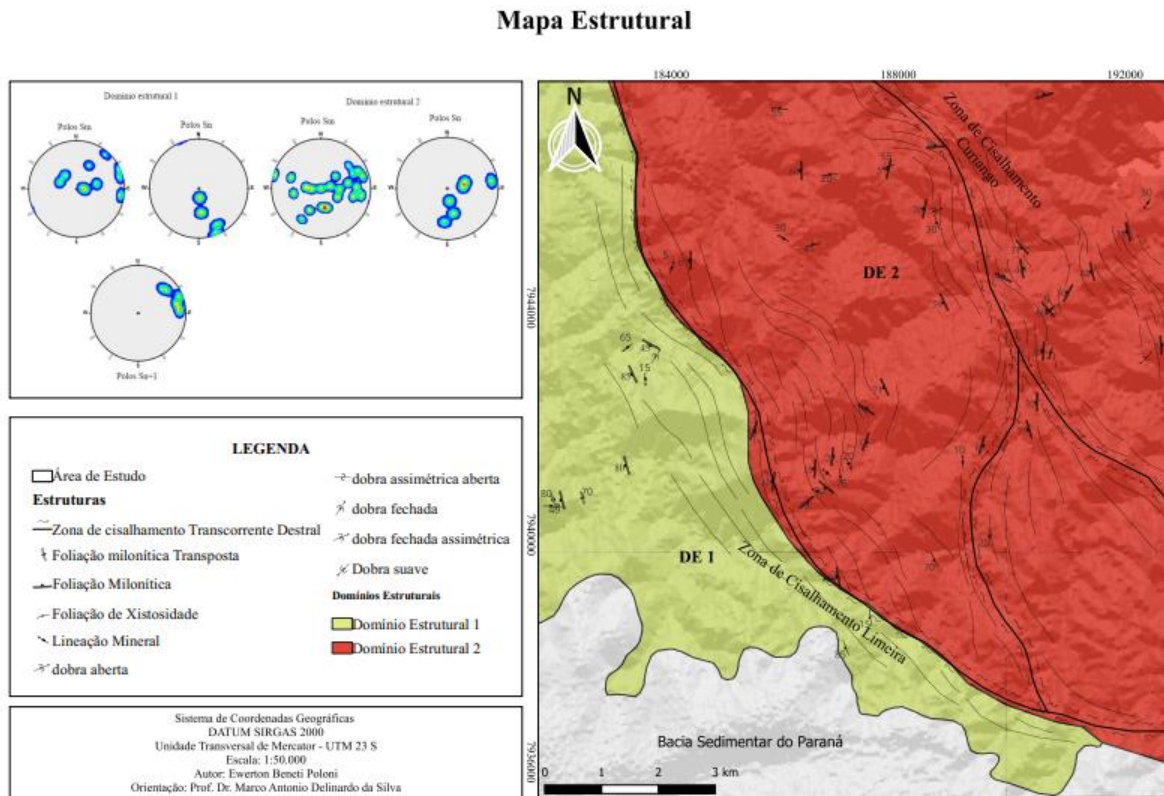 Mapa Estrutural
Domínio estrutural 1
Domínio estrutural 2
Polos Sn
Polos Sn
Polos Sn+1
LEGENDA
Área de Estudo
Estruturas
Zona de cisalhamento Transcorrente Destral
Foliação milonítica Transposta
Foliação Milonítica
Foliação de Xistosidade
Lineação Mineral
dobra aberta
dobra assimétrica aberta
dobra fechada
dobra fechada assimétrica
Dobra suave
Domínios Estruturais
Domínio Estrutural 1
Domínio Estrutural 2
Sistema de Coordenadas Geográficas
DATUM SIRGAS 2000
Unidade Transversal de Mercator - UTM 23 S
Escala: 1:50.000
Autor: Ewerton Beneti Poloni
Orientação: Prof. Dr. Marco Antonio Delinardo da Silva
184000
188000
192000
7944000
7940000
7936000
N
Zona de Cisalhamento
DE 2
DE 1
Zona de Cisalhamento Limeira
Bacia Sedimentar do Paraná
0 1 2 3 km
65
15
80
70
10
30